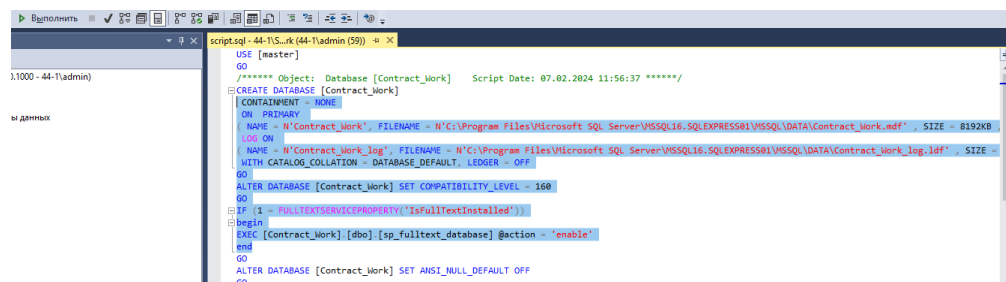 Выполнить
script.sql - 44-1\S...rk (44-1\admin (59))
USE [master]
GO
/****** Object:  Database [Contract_Work]    Script Date: 07.02.2024 11:56:37 ******/
CREATE DATABASE [Contract_Work]
CONTAINMENT = NONE
ON  PRIMARY
( NAME = N'Contract_Work', FILENAME = N'C:\Program Files\Microsoft SQL Server\MSSQL16.SQLEXPRESS01\MSSQL\DATA\Contract_Work.mdf' , SIZE = 8192KB ,
LOG ON
( NAME = N'Contract_Work_log', FILENAME = N'C:\Program Files\Microsoft SQL Server\MSSQL16.SQLEXPRESS01\MSSQL\DATA\Contract_Work_log.ldf' , SIZE =
WITH CATALOG_COLLATION = DATABASE_DEFAULT, LEDGER = OFF
GO
ALTER DATABASE [Contract_Work] SET COMPATIBILITY_LEVEL = 160
GO
IF (1 = FULLTEXTSERVICEPROPERTY('IsFullTextInstalled'))
begin
EXEC [Contract_Work].[dbo].[sp_fulltext_database] @action = 'enable'
end
GO
ALTER DATABASE [Contract_Work] SET ANSI_NULL_DEFAULT OFF
GO
.1000 - 44-1\admin)
ы данных